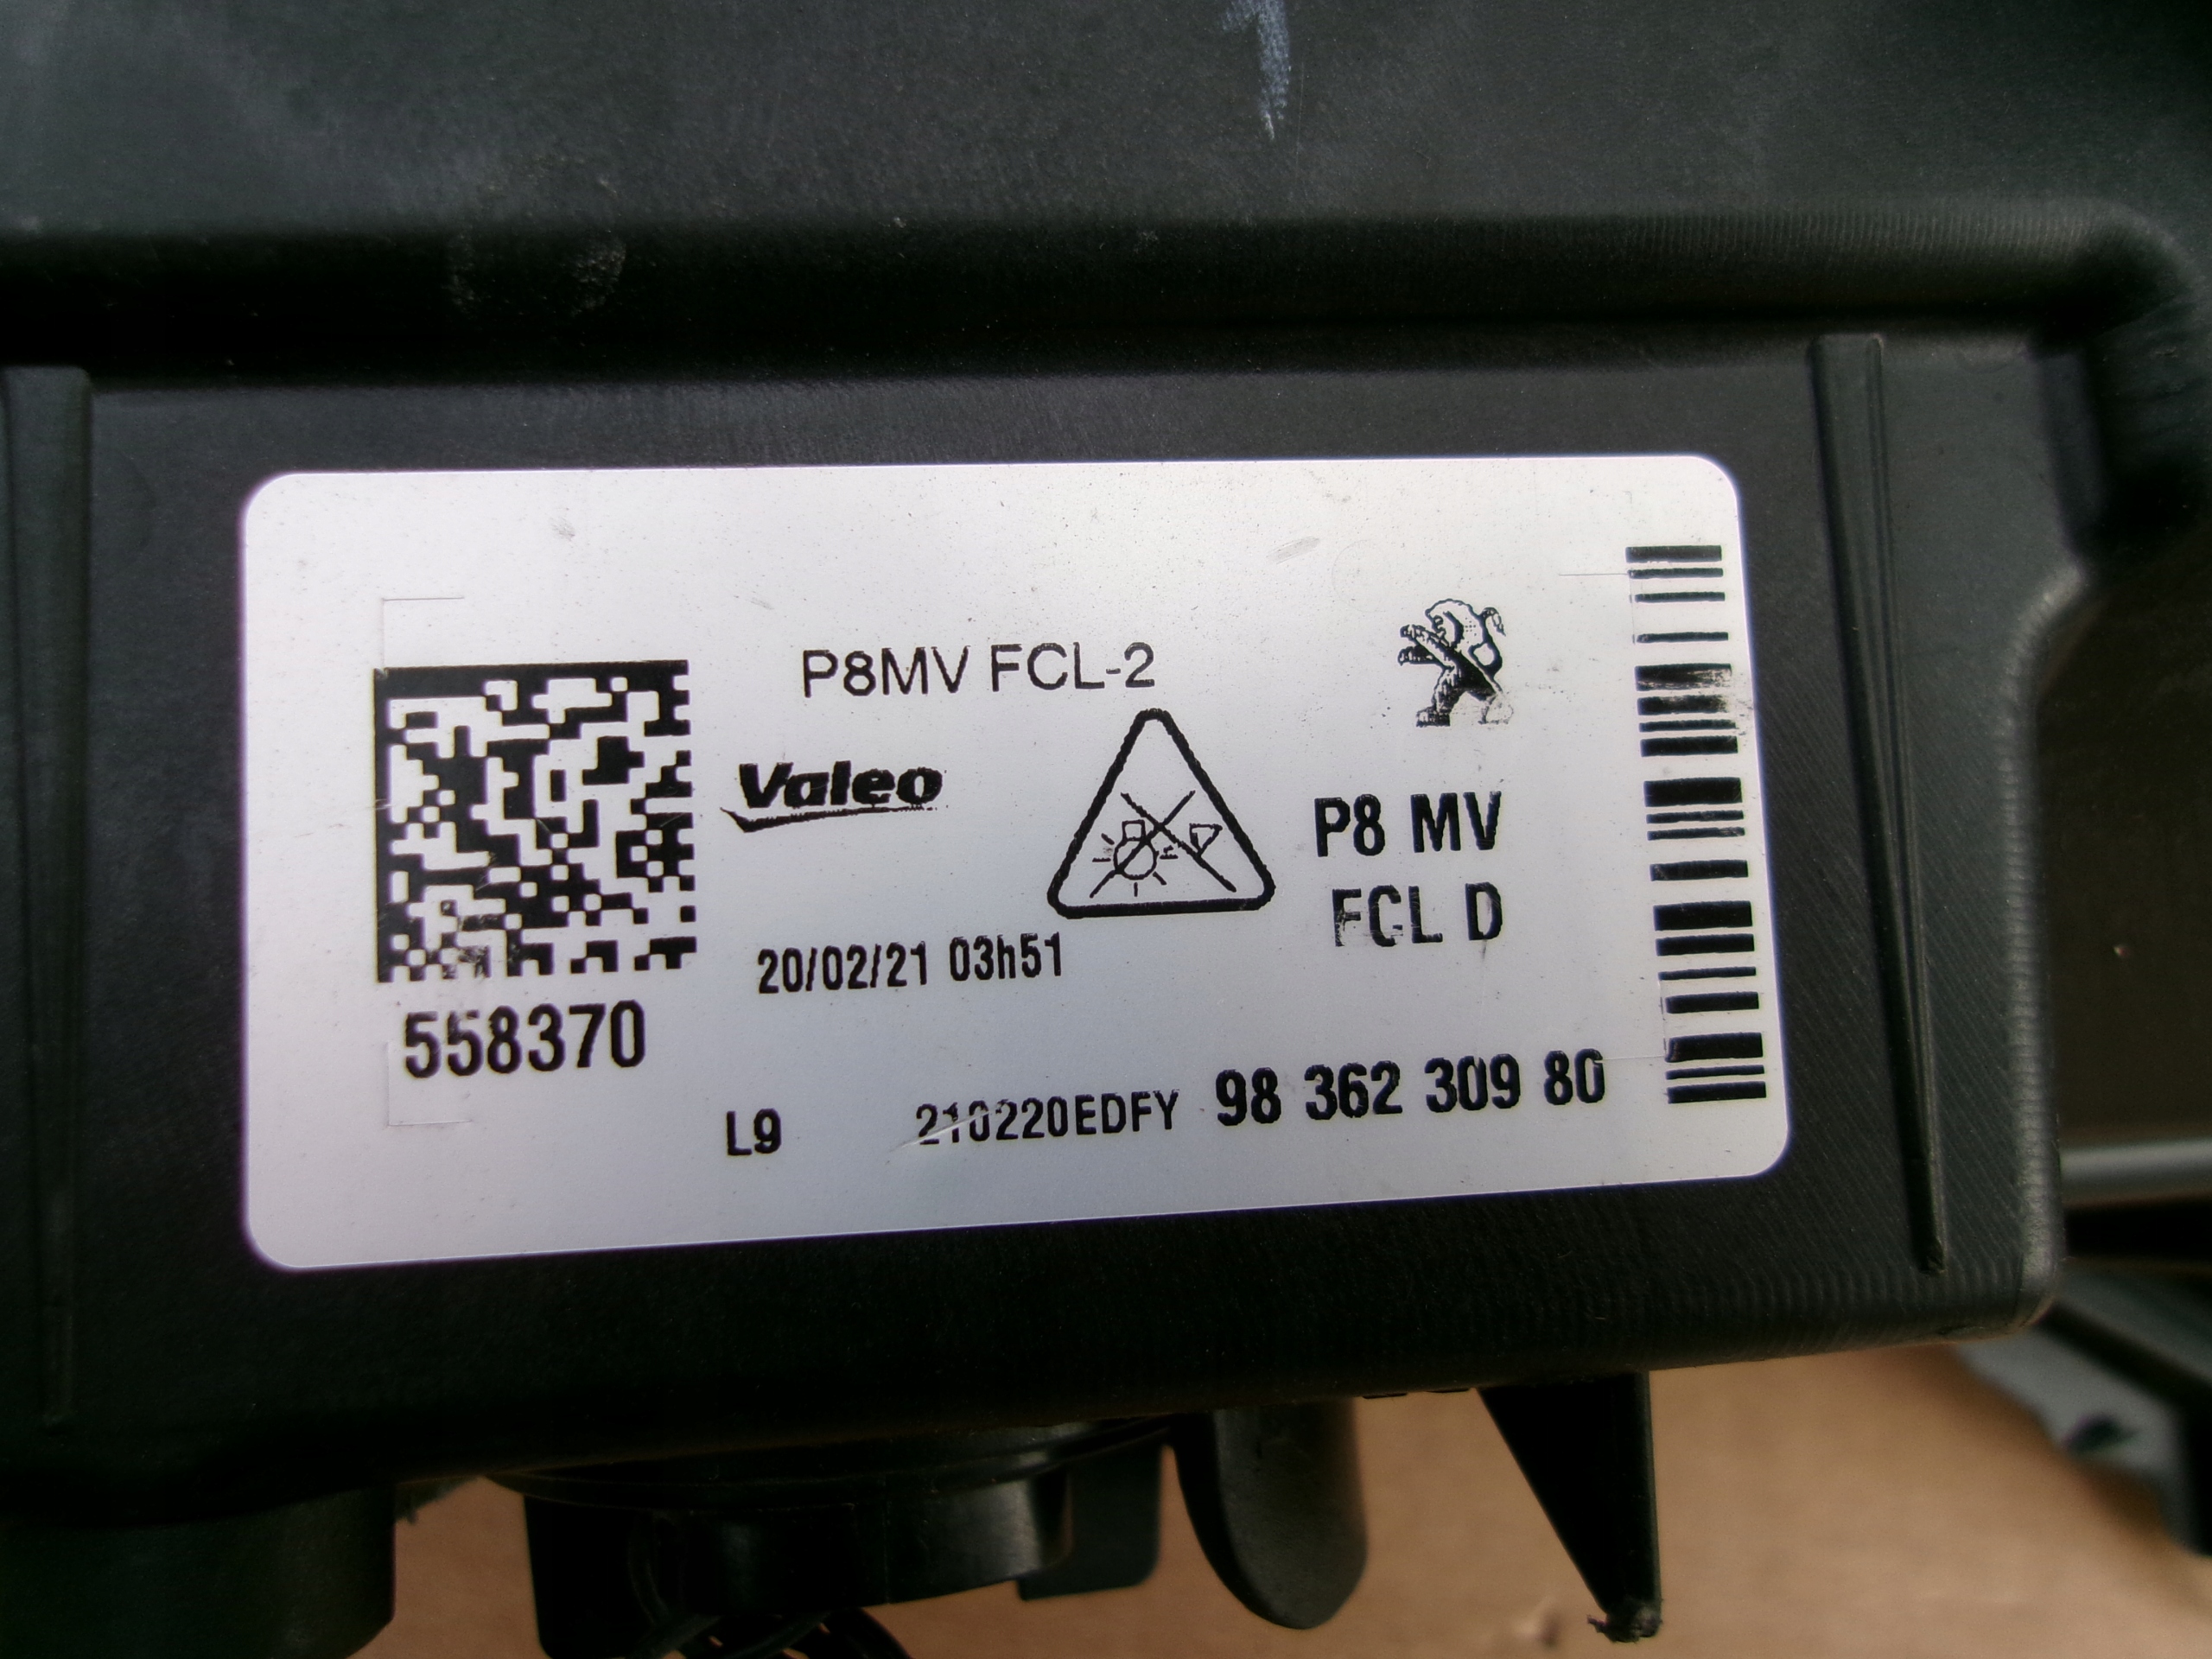 P8MV FCL-2
Valeo
P8 MV
FCL D
20/02/21 03h51
558370
L9
210220EDFY 98 362 309 80